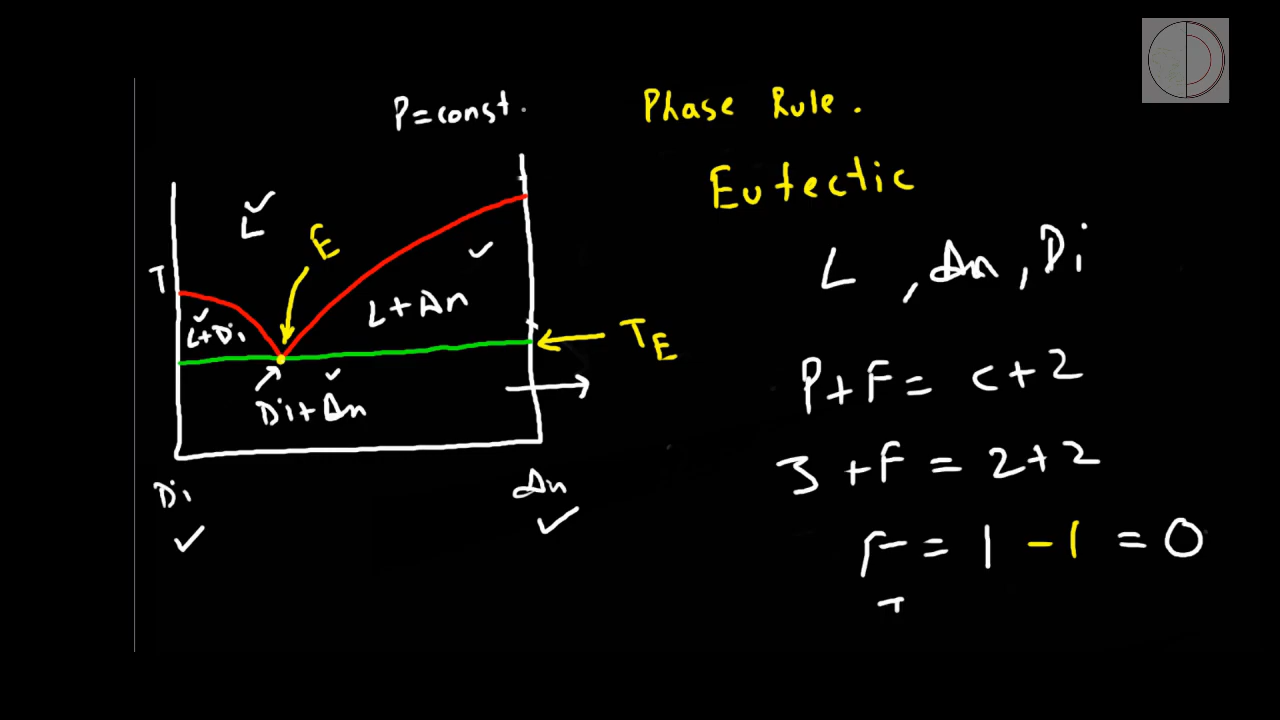 P=const.
Phase Rule.
Eutectic
L
E
T
L+Di
L+An
TE
Di+An
Di
An
L, An, Di
P+F= c+2
3+F = 2+2
F = 1 -1 = 0